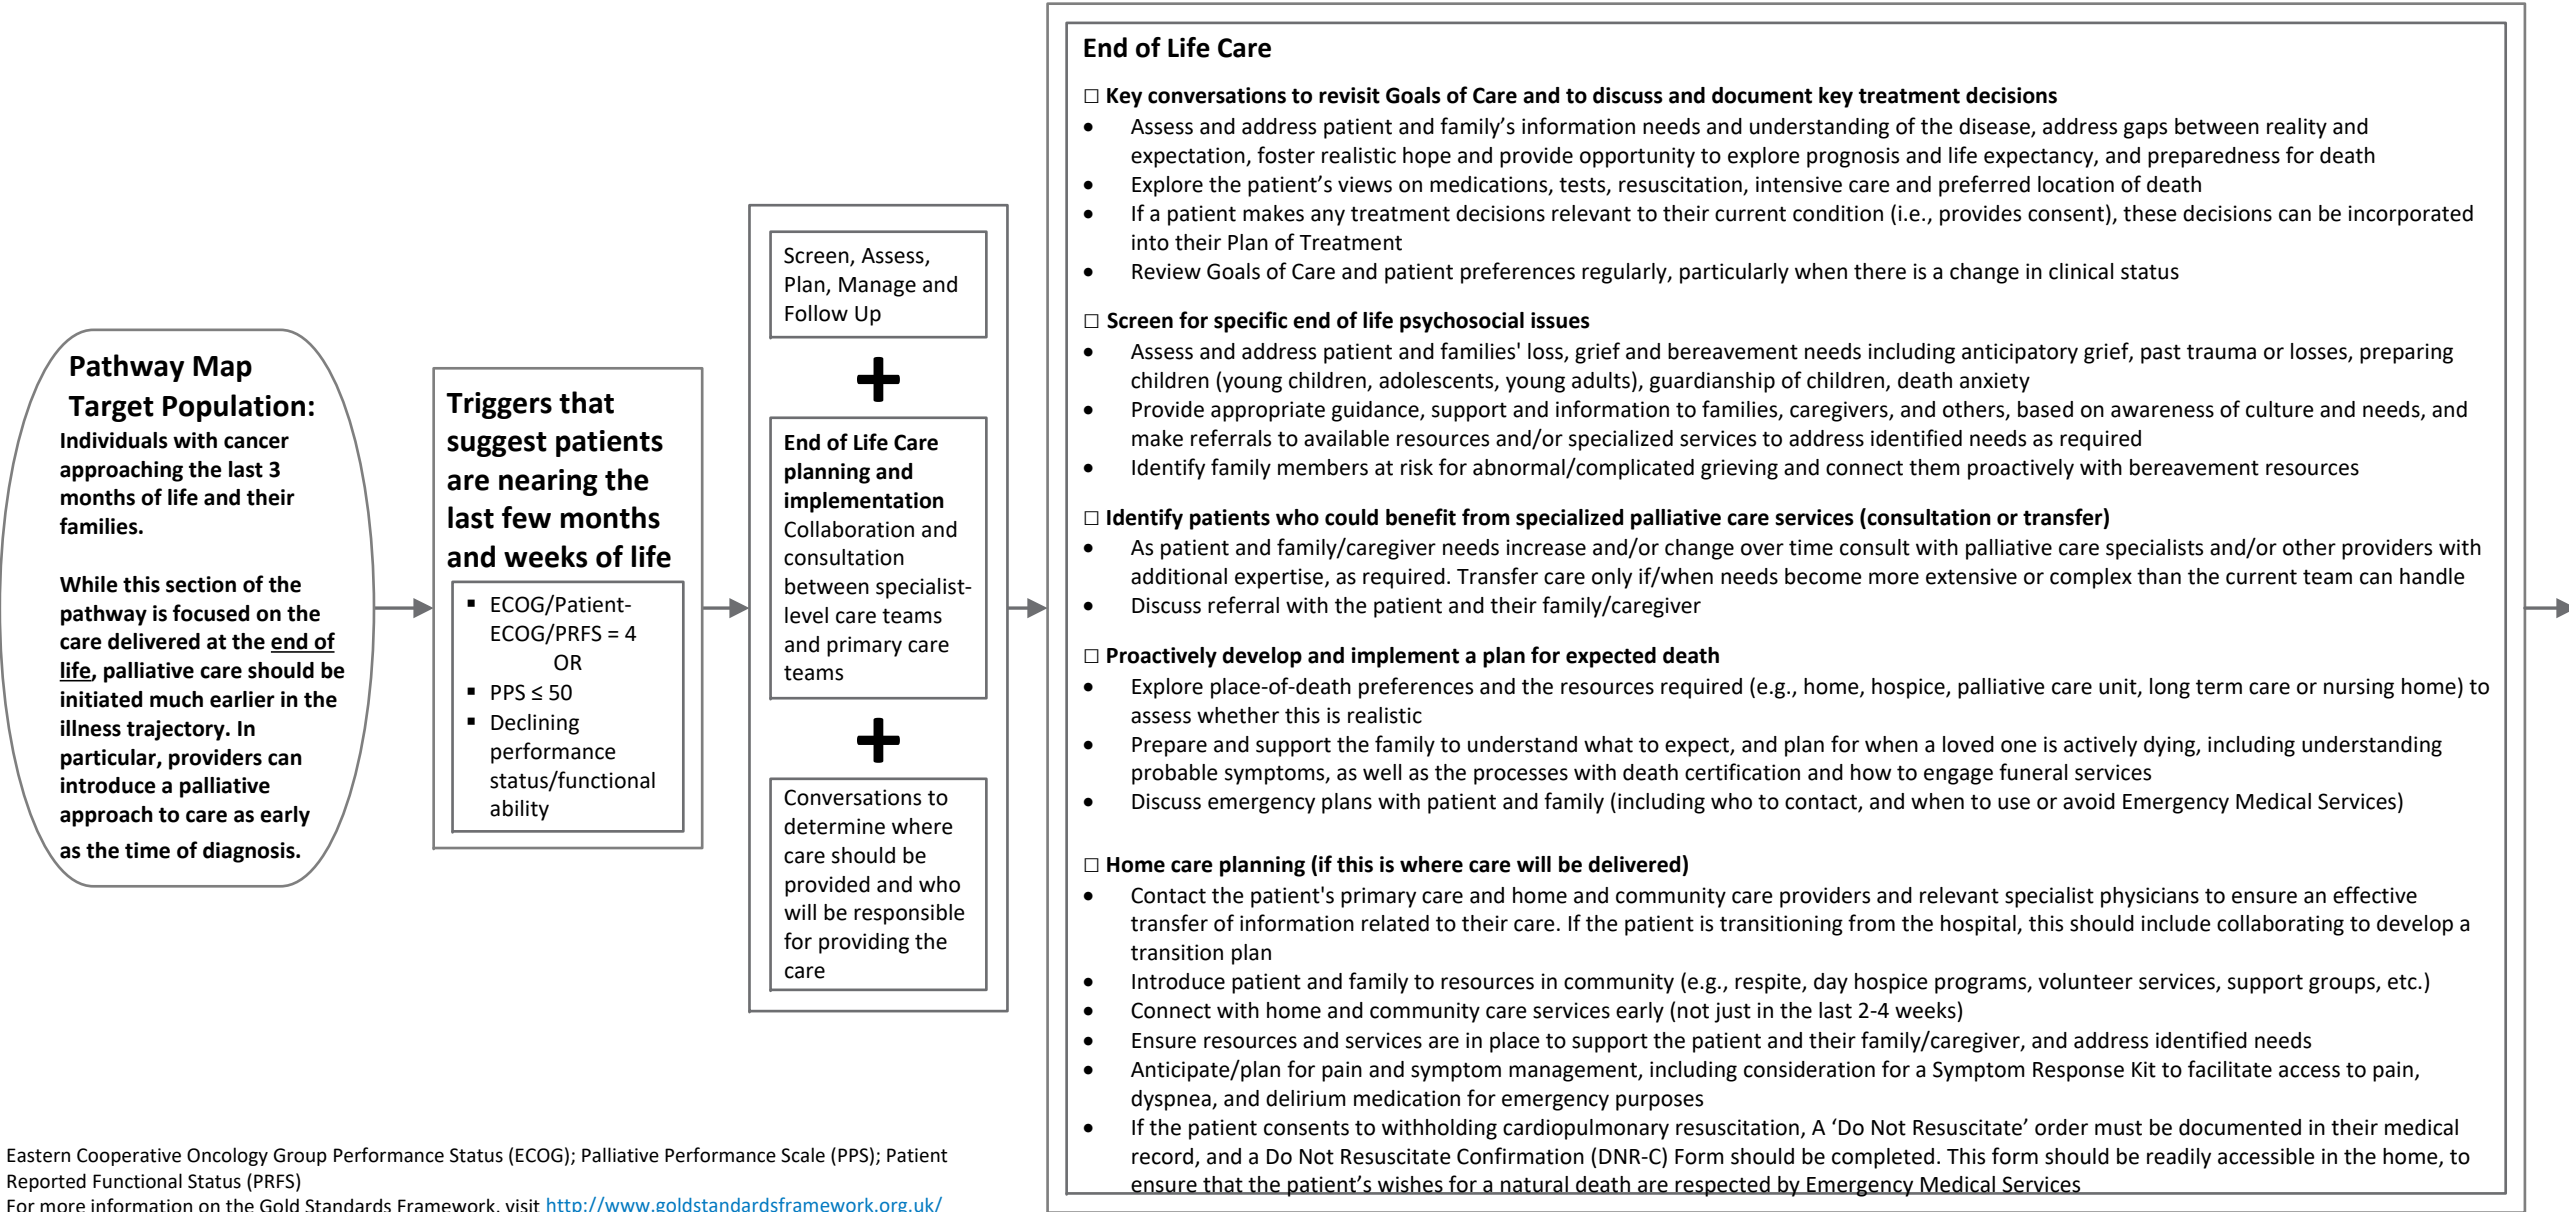 Pathway Map
Target Population:
Individuals with cancer
approaching the last 3
months of life and their
families.
While this section of the
pathway is focused on the
care delivered at the end of
life, palliative care should be
initiated much earlier in the
illness trajectory. In
particular, providers can
introduce a palliative
approach to care as early
as the time of diagnosis.
Triggers that
suggest patients
are nearing the
last few months
and weeks of life
▪ ECOG/Patient-
ECOG/PRFS = 4
OR
▪ PPS ≤ 50
▪ Declining
performance
status/functional
ability
Screen, Assess,
Plan, Manage and
Follow Up
+
End of Life Care
planning and
implementation
Collaboration and
consultation
between specialist-
level care teams
and primary care
teams
+
Conversations to
determine where
care should be
provided and who
will be responsible
for providing the
care
End of Life Care
□ Key conversations to revisit Goals of Care and to discuss and document key treatment decisions
• Assess and address patient and family’s information needs and understanding of the disease, address gaps between reality and
expectation, foster realistic hope and provide opportunity to explore prognosis and life expectancy, and preparedness for death
• Explore the patient’s views on medications, tests, resuscitation, intensive care and preferred location of death
• If a patient makes any treatment decisions relevant to their current condition (i.e., provides consent), these decisions can be incorporated
into their Plan of Treatment
• Review Goals of Care and patient preferences regularly, particularly when there is a change in clinical status
□ Screen for specific end of life psychosocial issues
• Assess and address patient and families' loss, grief and bereavement needs including anticipatory grief, past trauma or losses, preparing
children (young children, adolescents, young adults), guardianship of children, death anxiety
• Provide appropriate guidance, support and information to families, caregivers, and others, based on awareness of culture and needs, and
make referrals to available resources and/or specialized services to address identified needs as required
• Identify family members at risk for abnormal/complicated grieving and connect them proactively with bereavement resources
□ Identify patients who could benefit from specialized palliative care services (consultation or transfer)
• As patient and family/caregiver needs increase and/or change over time consult with palliative care specialists and/or other providers with
additional expertise, as required. Transfer care only if/when needs become more extensive or complex than the current team can handle
• Discuss referral with the patient and their family/caregiver
□ Proactively develop and implement a plan for expected death
• Explore place-of-death preferences and the resources required (e.g., home, hospice, palliative care unit, long term care or nursing home) to
assess whether this is realistic
• Prepare and support the family to understand what to expect, and plan for when a loved one is actively dying, including understanding
probable symptoms, as well as the processes with death certification and how to engage funeral services
• Discuss emergency plans with patient and family (including who to contact, and when to use or avoid Emergency Medical Services)
□ Home care planning (if this is where care will be delivered)
• Contact the patient's primary care and home and community care providers and relevant specialist physicians to ensure an effective
transfer of information related to their care. If the patient is transitioning from the hospital, this should include collaborating to develop a
transition plan
• Introduce patient and family to resources in community (e.g., respite, day hospice programs, volunteer services, support groups, etc.)
• Connect with home and community care services early (not just in the last 2-4 weeks)
• Ensure resources and services are in place to support the patient and their family/caregiver, and address identified needs
• Anticipate/plan for pain and symptom management, including consideration for a Symptom Response Kit to facilitate access to pain,
dyspnea, and delirium medication for emergency purposes
• If the patient consents to withholding cardiopulmonary resuscitation, A ‘Do Not Resuscitate’ order must be documented in their medical
record, and a Do Not Resuscitate Confirmation (DNR-C) Form should be completed. This form should be readily accessible in the home, to
ensure that the patient’s wishes for a natural death are respected by Emergency Medical Services
Eastern Cooperative Oncology Group Performance Status (ECOG); Palliative Performance Scale (PPS); Patient
Reported Functional Status (PRFS)
For more information on the Gold Standards Framework, visit http://www.goldstandardsframework.org.uk/